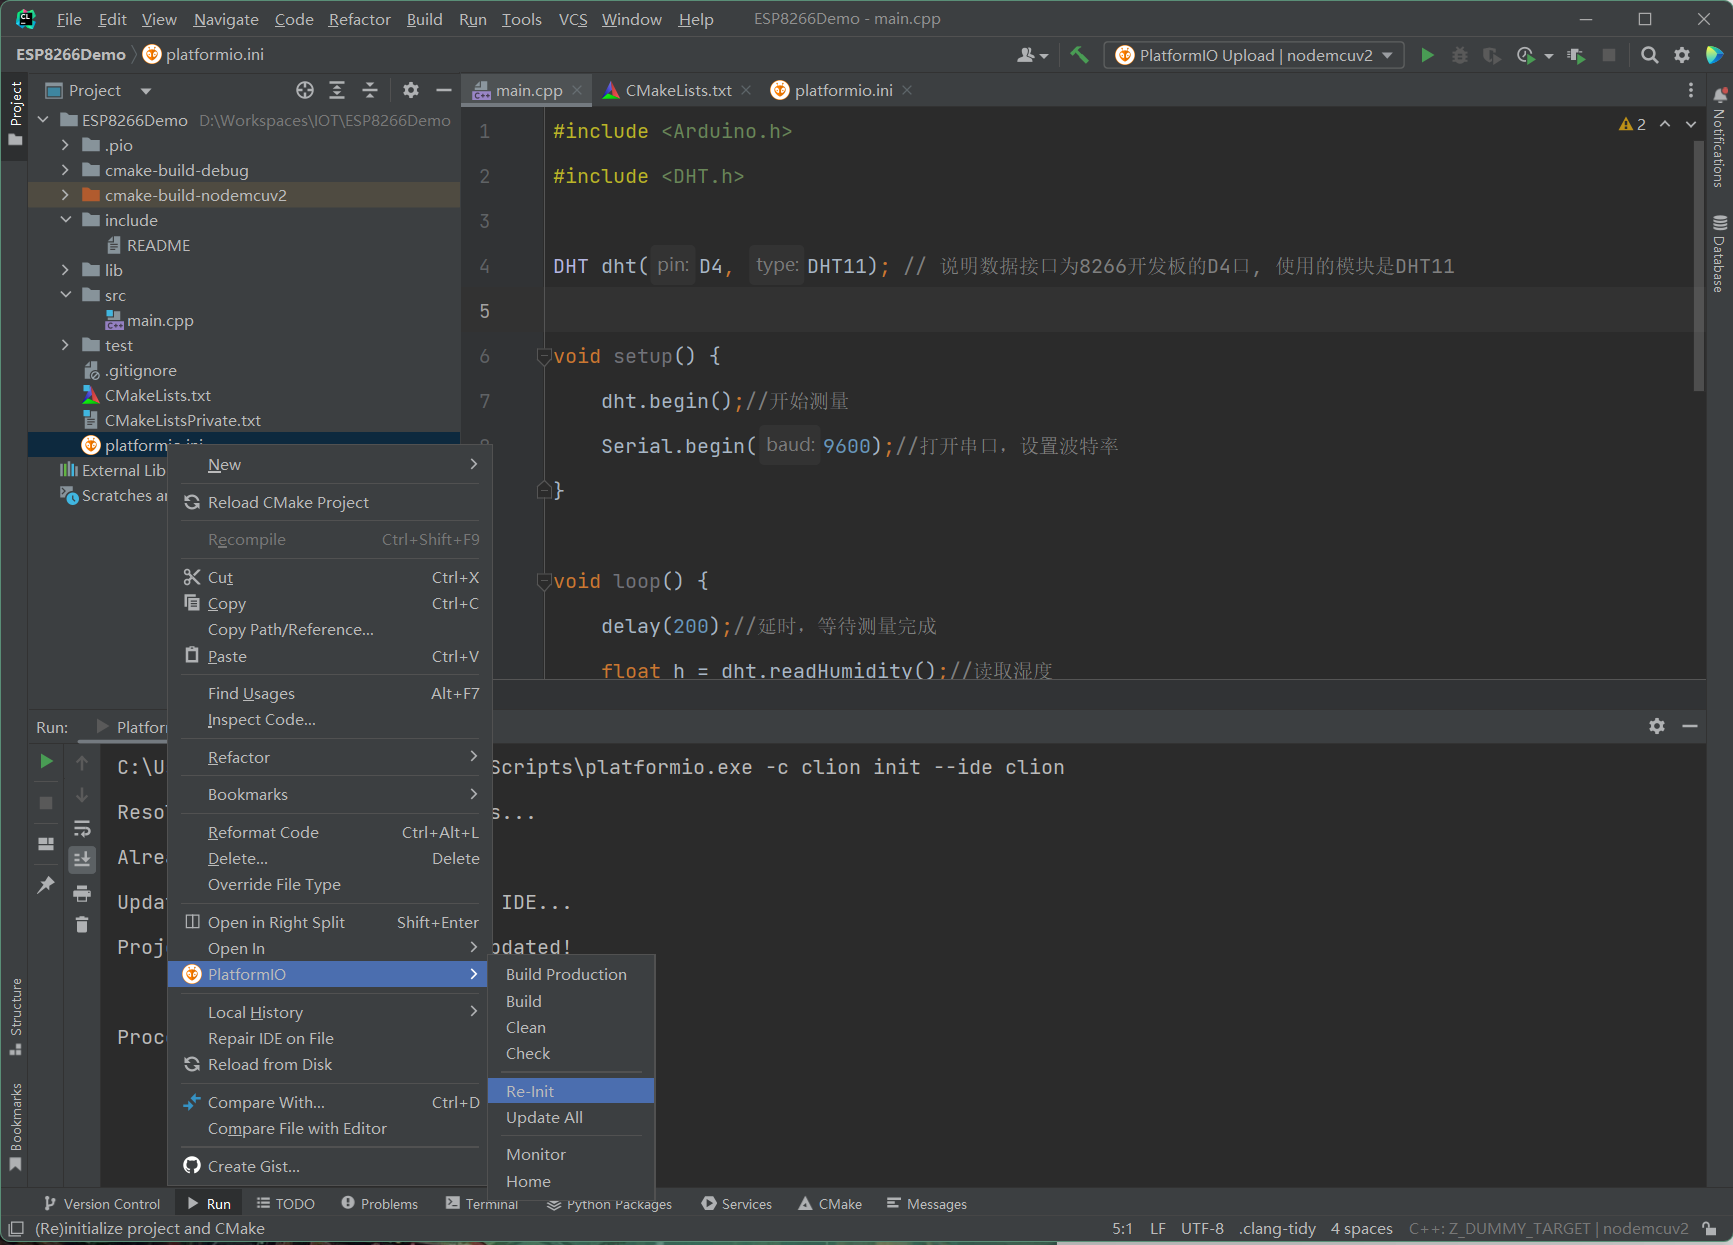 File Edit View Navigate Code Refactor Build Run Tools VCS Window Help ESP8266Demo - main.cpp
ESP8266Demo platformio.ini PlatformIO Upload | nodemcuv2
Project main.cpp CMakeLists.txt platformio.ini
Project
Notifications
Database
ESP8266Demo D:\Workspaces\IOT\ESP8266Demo
.pio
cmake-build-debug
cmake-build-nodemcuv2
include
README
lib
src
main.cpp
test
.gitignore
CMakeLists.txt
CMakeListsPrivate.txt
platformio.ini
External Lib
Scratches a
2
1 #include <Arduino.h>
2 #include <DHT.h>
3
4 DHT dht( pin: D4, type: DHT11); // 说明数据接口为8266开发板的D4口, 使用的模块是DHT11
5
6 void setup() {
7 dht.begin();//开始测量
8 Serial.begin( baud: 9600);//打开串口, 设置波特率
}
void loop() {
delay(200);//延时, 等待测量完成
float h = dht.readHumidity();//读取湿度
New
Reload CMake Project
Recompile Ctrl+Shift+F9
Cut Ctrl+X
Copy Ctrl+C
Copy Path/Reference...
Paste Ctrl+V
Find Usages Alt+F7
Inspect Code...
Refactor
Bookmarks
Reformat Code Ctrl+Alt+L
Delete... Delete
Override File Type
Open in Right Split Shift+Enter
Open In
PlatformIO
Local History
Repair IDE on File
Reload from Disk
Compare With... Ctrl+D
Compare File with Editor
Create Gist...
Build Production
Build
Clean
Check
Re-Init
Update All
Monitor
Home
Run: Platfor
C:\U Scripts\platformio.exe -c clion init --ide clion
Reso s...
Alre
Upda IDE...
Proj pdated!
Proc
Structure
Bookmarks
Version Control Run TODO Problems Terminal Python Packages Services CMake Messages
(Re)initialize project and CMake 5:1 LF UTF-8 .clang-tidy 4 spaces C++: Z_DUMMY_TARGET | nodemcuv2